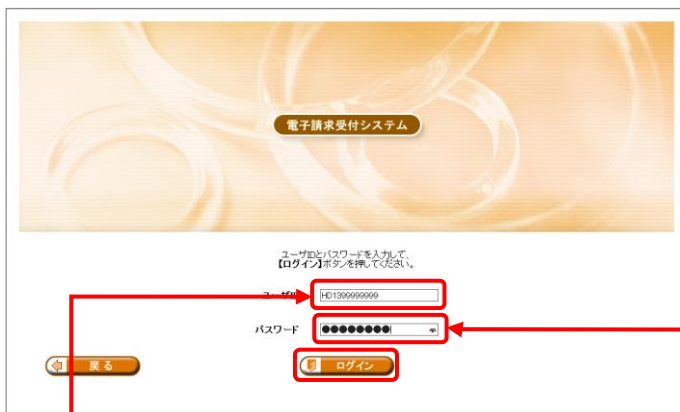 電子請求受付システム
ユーザIDとパスワードを入力して、
【ログイン】ボタンを押してください。
ユーザID
HD1399999999
パスワード
●●●●●●●●
戻る
ログイン